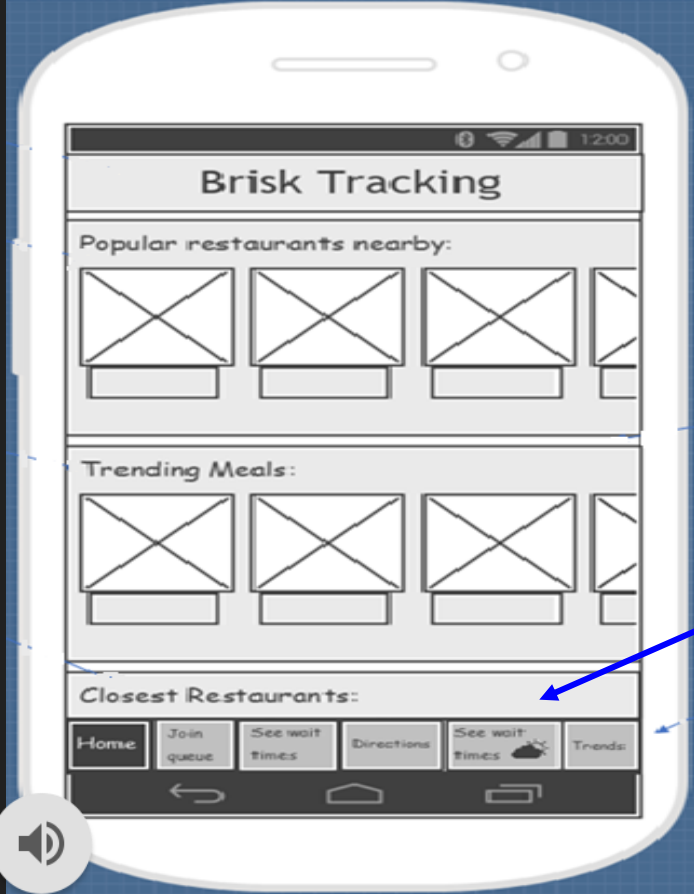 12:00
Brisk Tracking
Popular restaurants nearby:
Trending Meals:
Closest Restaurants:
Home
Join
queue
See wait
times
Directions
See wait
times
Trends